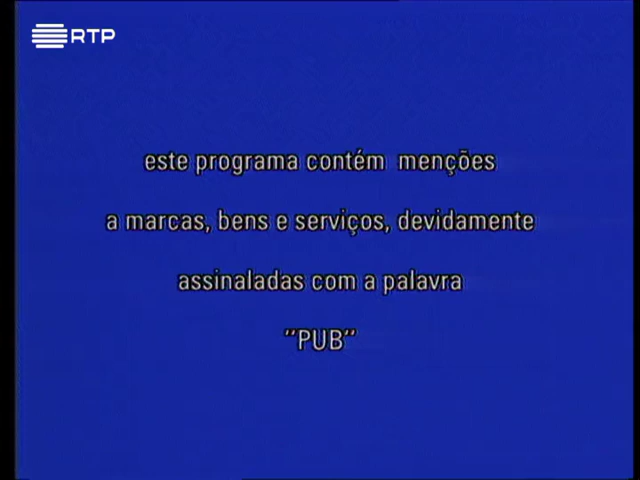 RTP
este programa contém menções
a marcas, bens e serviços, devidamente
assinaladas com a palavra
"PUB"